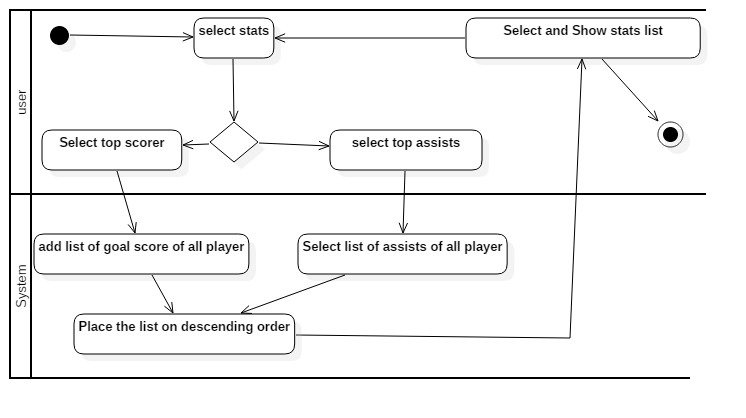 user
select stats
Select and Show stats list
Select top scorer
select top assists
System
add list of goal score of all player
Select list of assists of all player
Place the list on descending order